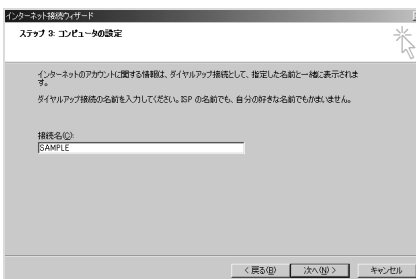 インターネット接続ウィザード
ステップ 3: コンピュータの設定
インターネットのアカウントに関する情報は、ダイヤルアップ接続として、指定した名前と一緒に表示されま
す。
ダイヤルアップ接続の名前を入力してください。ISP の名前でも、自分の好きな名前でもかまいません。
接続名(C):
SAMPLE
< 戻る(B)
次へ(N) >
キャンセル